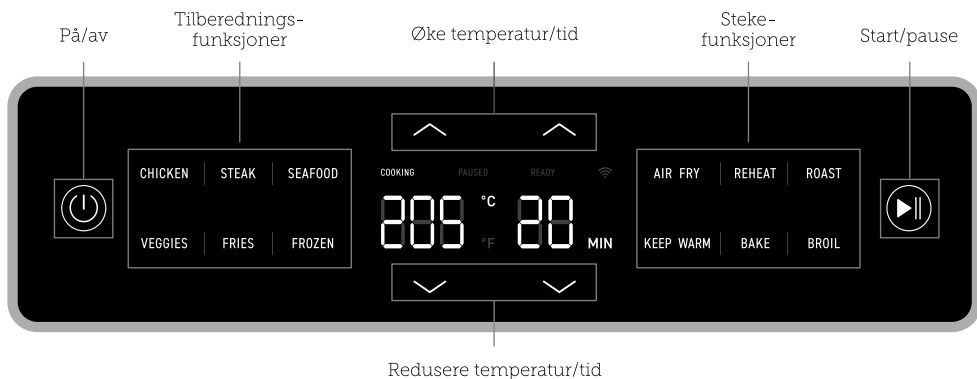 På/av
Tilberednings-
funksjoner
Øke temperatur/tid
Steke-
funksjoner
Start/pause
CHICKEN STEAK SEAFOOD
VEGGIES FRIES FROZEN
COOKING PAUSED READY
205 °C 20
°F MIN
AIR FRY REHEAT ROAST
KEEP WARM BAKE BROIL
Redusere temperatur/tid